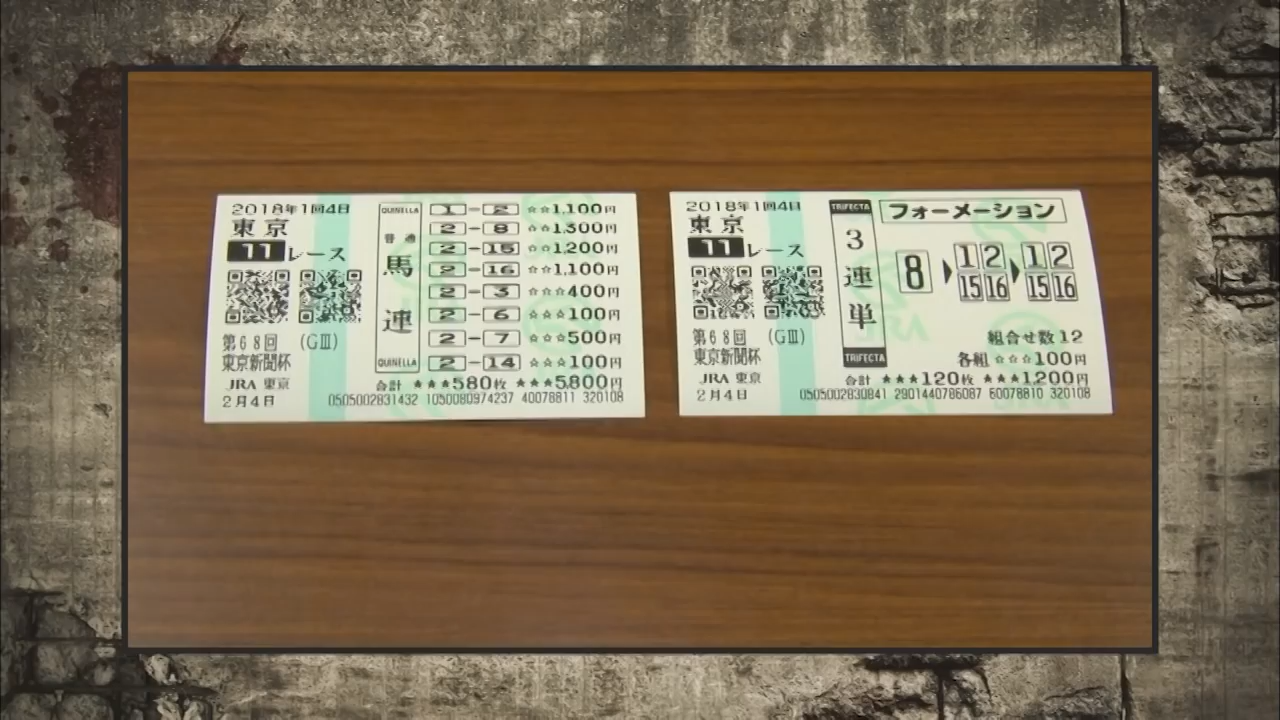 2018年1回4日
東京
11レース
第68回 (GⅢ)
東京新聞杯
JRA 東京
2月4日
QUINELLA
普通
馬連
QUINELLA
1-2 ☆☆1,100円
2-8 ☆☆1,300円
2-15 ☆☆1,200円
2-16 ☆☆1,100円
2-3 ☆☆☆400円
2-6 ☆☆☆100円
2-7 ☆☆☆500円
2-14 ☆☆☆100円
合計 ★★★580枚 ★★★5,800円
0505002831432 1050080974237 40078811 320108
2018年1回4日
東京
11レース
第68回 (GⅢ)
東京新聞杯
JRA 東京
2月4日
TRIFECTA
3連単
TRIFECTA
フォーメーション
8 ▶ 1 2 ▶ 1 2
15 16 15 16
組合せ数 12
各組 ☆☆☆100円
合計 ★★★120枚 ★★★1,200円
0505002830841 2901440786087 60078810 320108